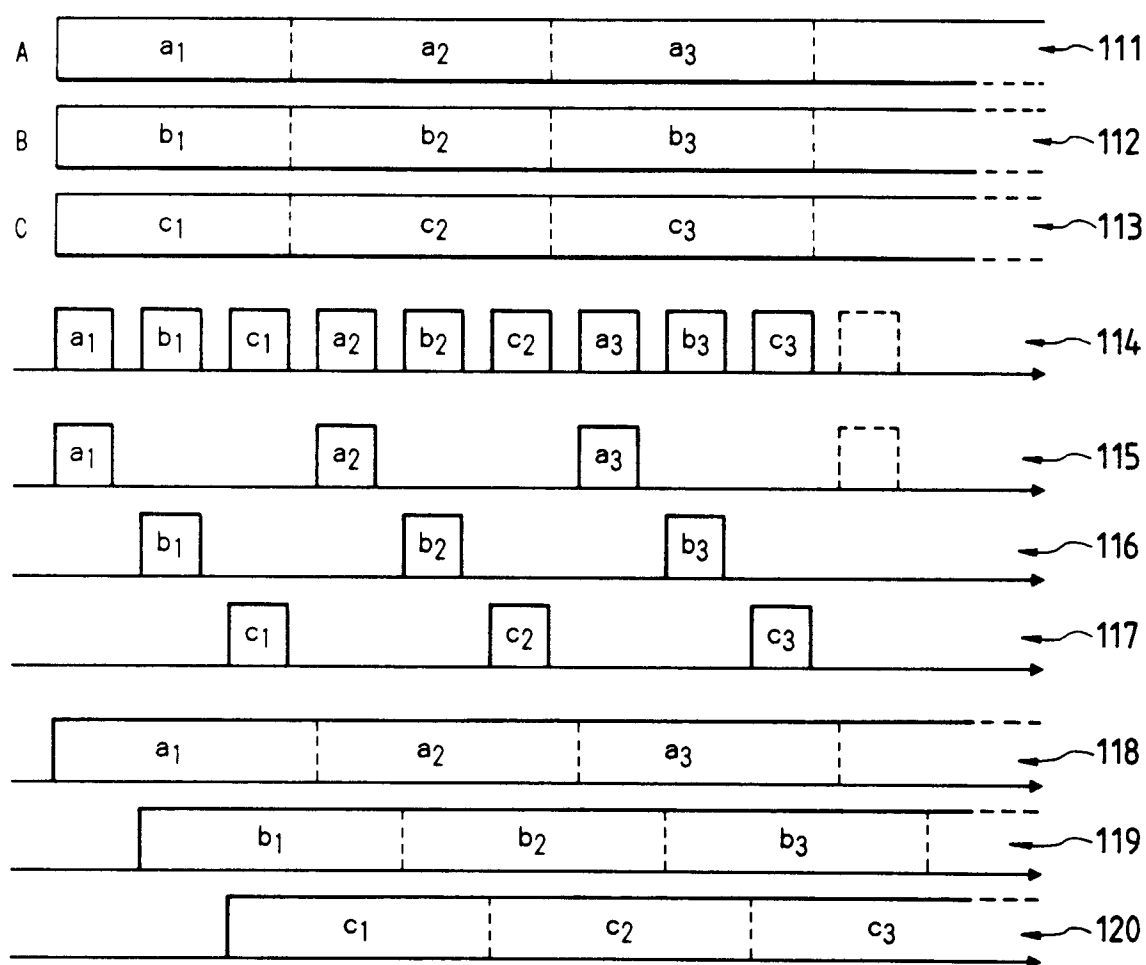 A a₁ a₂ a₃ 111
B b₁ b₂ b₃ 112
C c₁ c₂ c₃ 113
a₁ b₁ c₁ a₂ b₂ c₂ a₃ b₃ c₃ 114
a₁ a₂ a₃ 115
b₁ b₂ b₃ 116
c₁ c₂ c₃ 117
a₁ a₂ a₃ 118
b₁ b₂ b₃ 119
c₁ c₂ c₃ 120